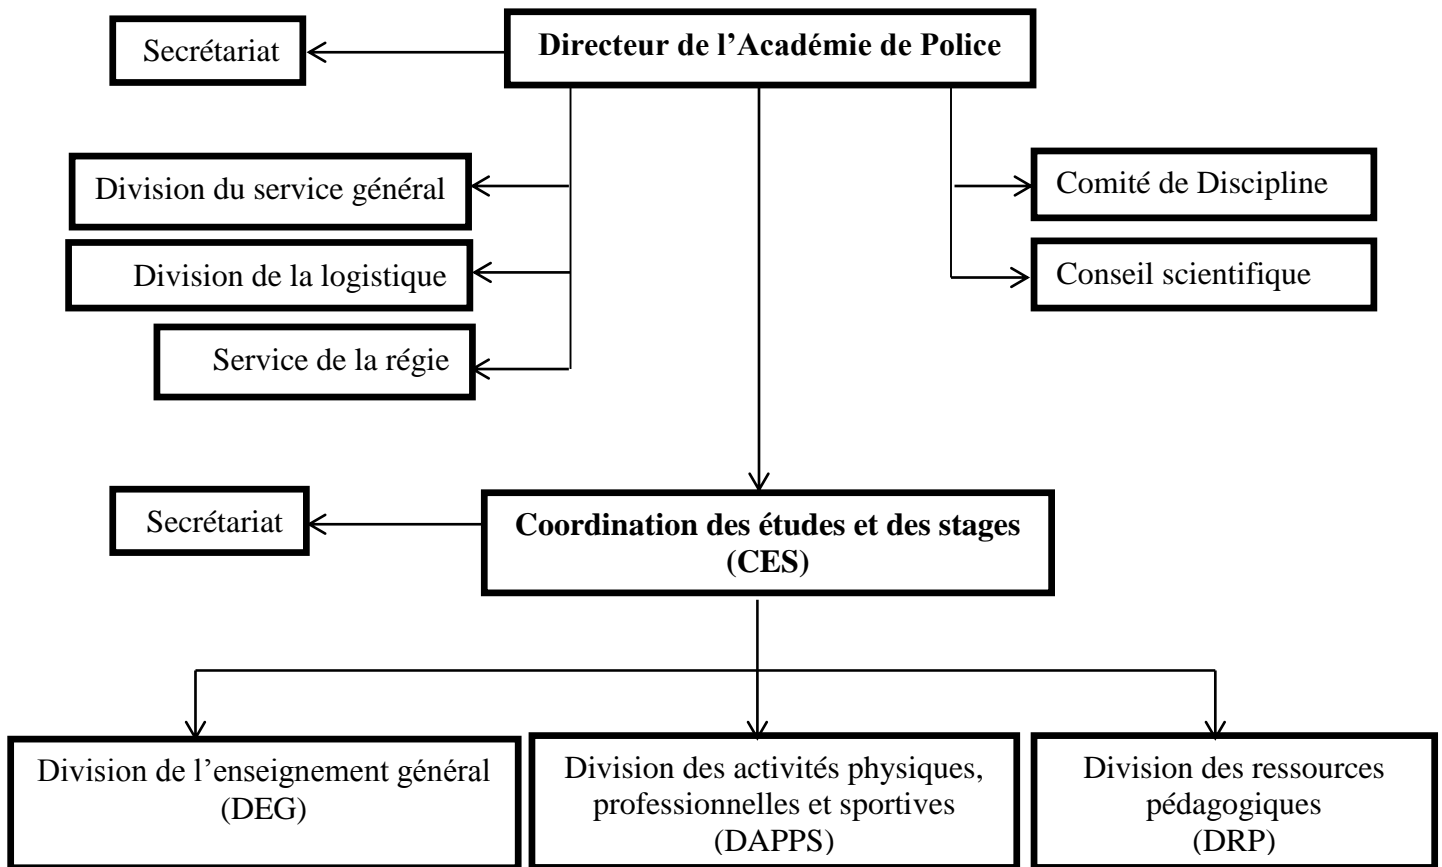 Secrétariat
Directeur de l’Académie de Police
Division du service général
Division de la logistique
Service de la régie
Comité de Discipline
Conseil scientifique
Secrétariat
Coordination des études et des stages
(CES)
Division de l’enseignement général
(DEG)
Division des activités physiques,
professionnelles et sportives
(DAPPS)
Division des ressources
pédagogiques
(DRP)